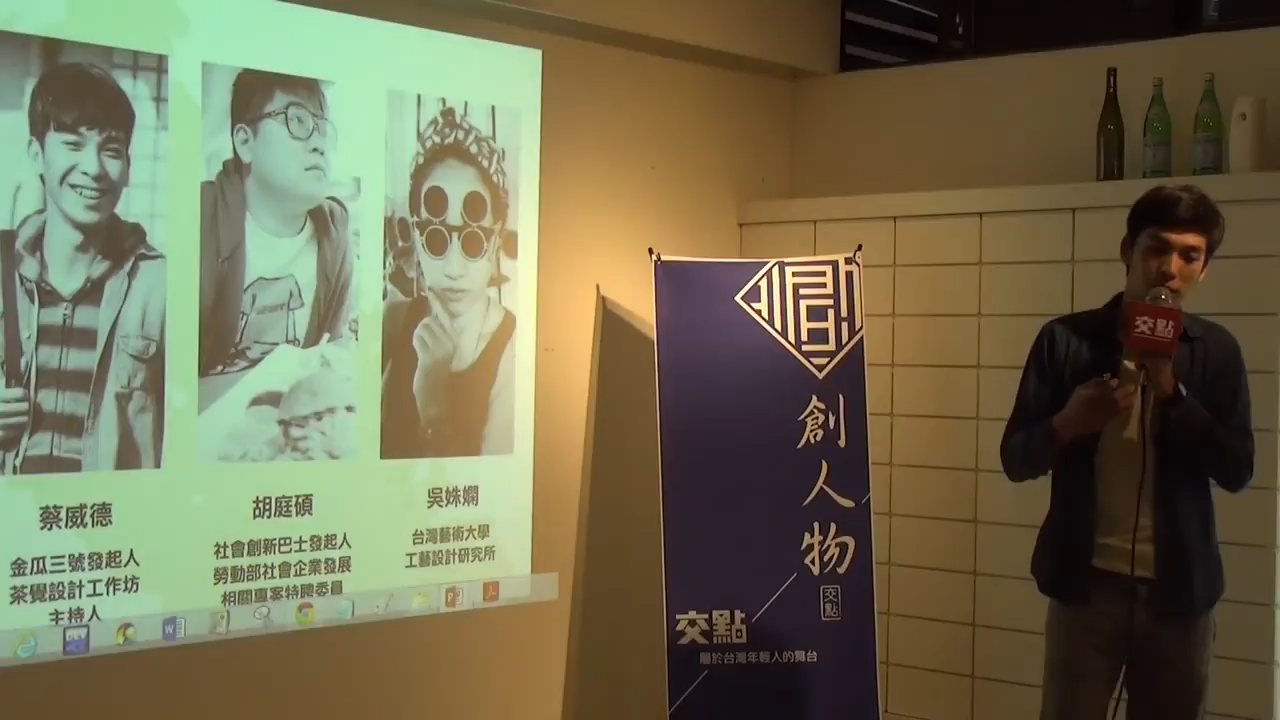 蔡威德
金瓜三號發起人
茶覺設計工作坊
主持人
胡庭碩
社會創新巴士發起人
勞動部社會企業發展
相關專案特聘委員
吳姝嫻
台灣藝術大學
工藝設計研究所
創
創人物
交點
交點
屬於台灣年輕人的舞台
交點